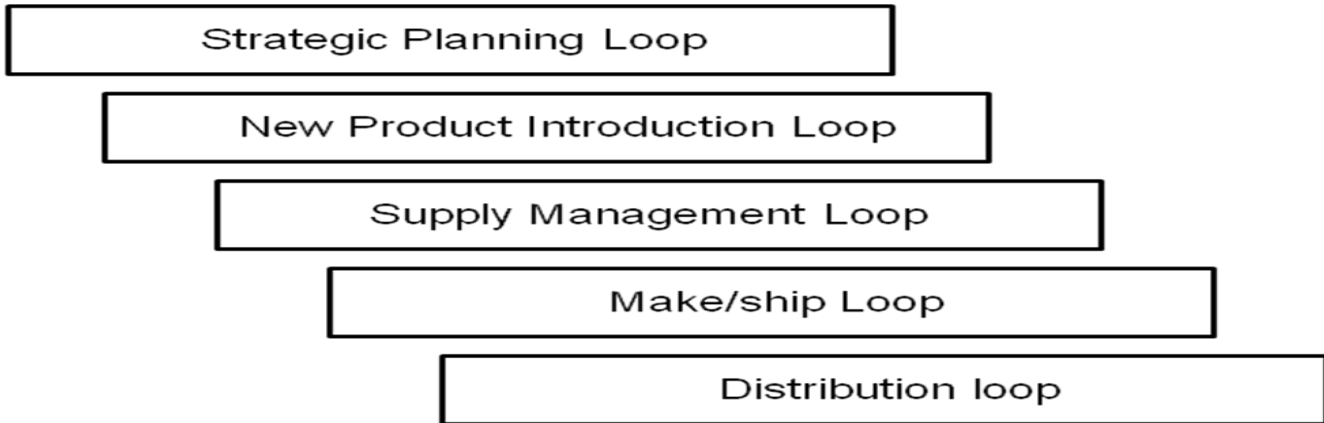 Strategic Planning Loop
New Product Introduction Loop
Supply Management Loop
Make/ship Loop
Distribution loop